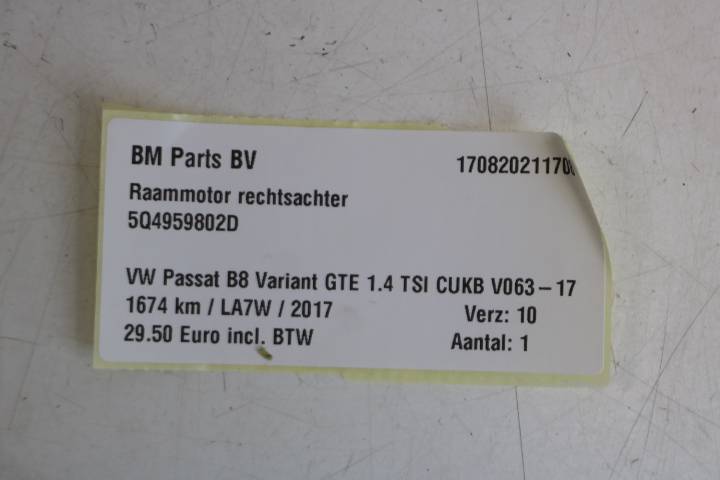 BM Parts BV 1708202117
Raammotor rechtsachter
5Q4959802D
VW Passat B8 Variant GTE 1.4 TSI CUKB V063-17
1674 km / LA7W / 2017 Verz: 10
29.50 Euro incl. BTW Aantal: 1